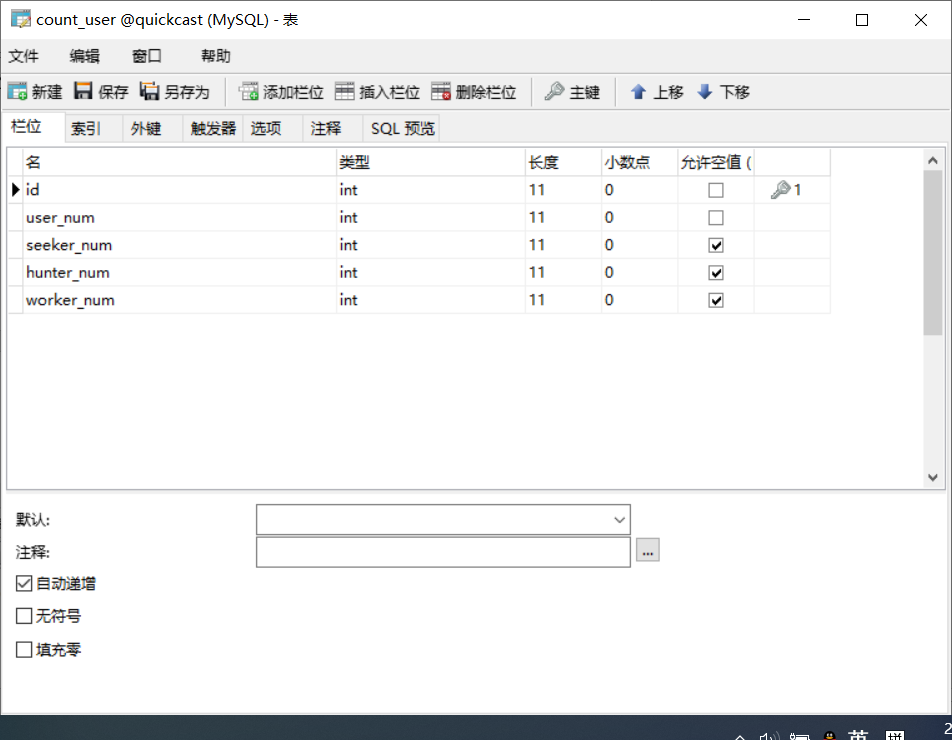 count_user @quickcast (MySQL) - 表
文件 编辑 窗口 帮助
新建 保存 另存为 添加栏位 插入栏位 删除栏位 主键 上移 下移
栏位 索引 外键 触发器 选项 注释 SQL 预览
名 类型 长度 小数点 允许空值 (
id int 11 0 1
user_num int 11 0
seeker_num int 11 0
hunter_num int 11 0
worker_num int 11 0
默认:
注释: ...
自动递增
无符号
填充零
英 拼 2